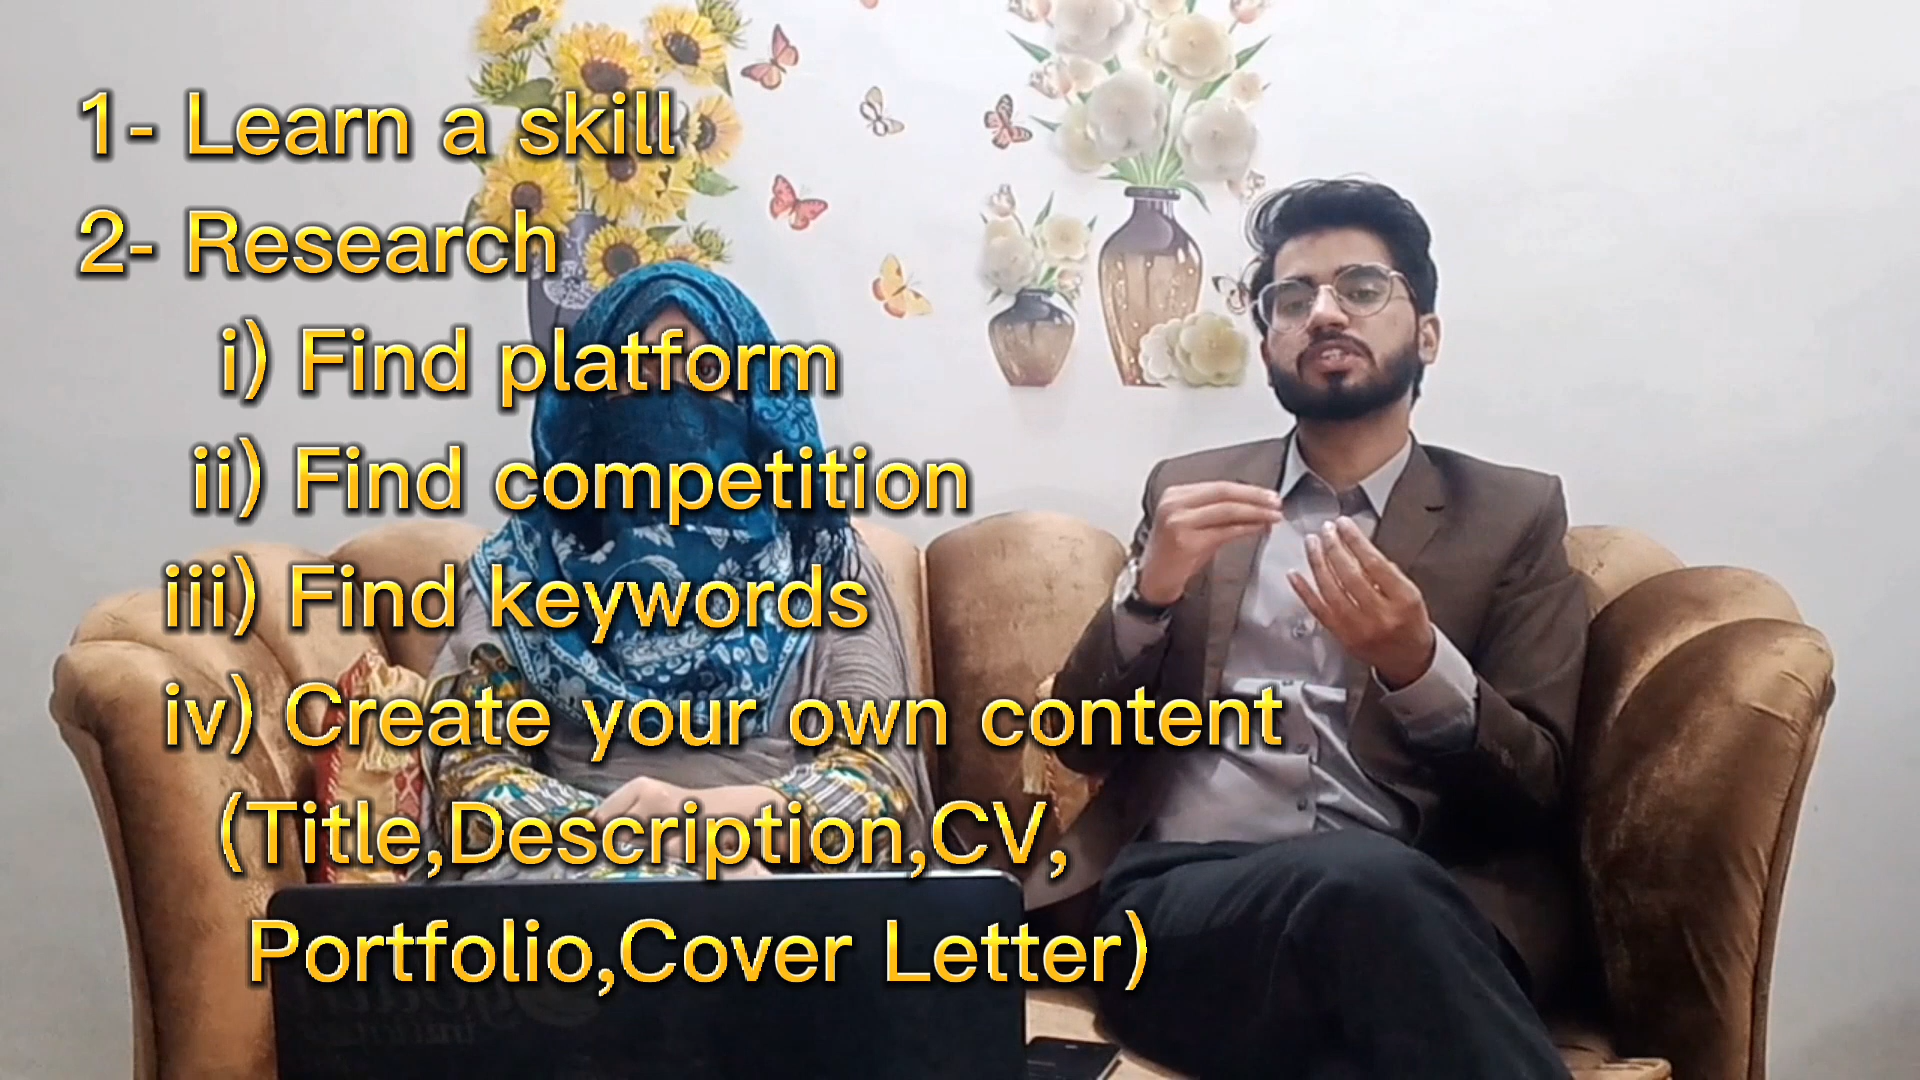 1- Learn a skill
2- Research
i) Find platform
ii) Find competition
iii) Find keywords
iv) Create your own content
(Title,Description,CV,
Portfolio,Cover Letter)